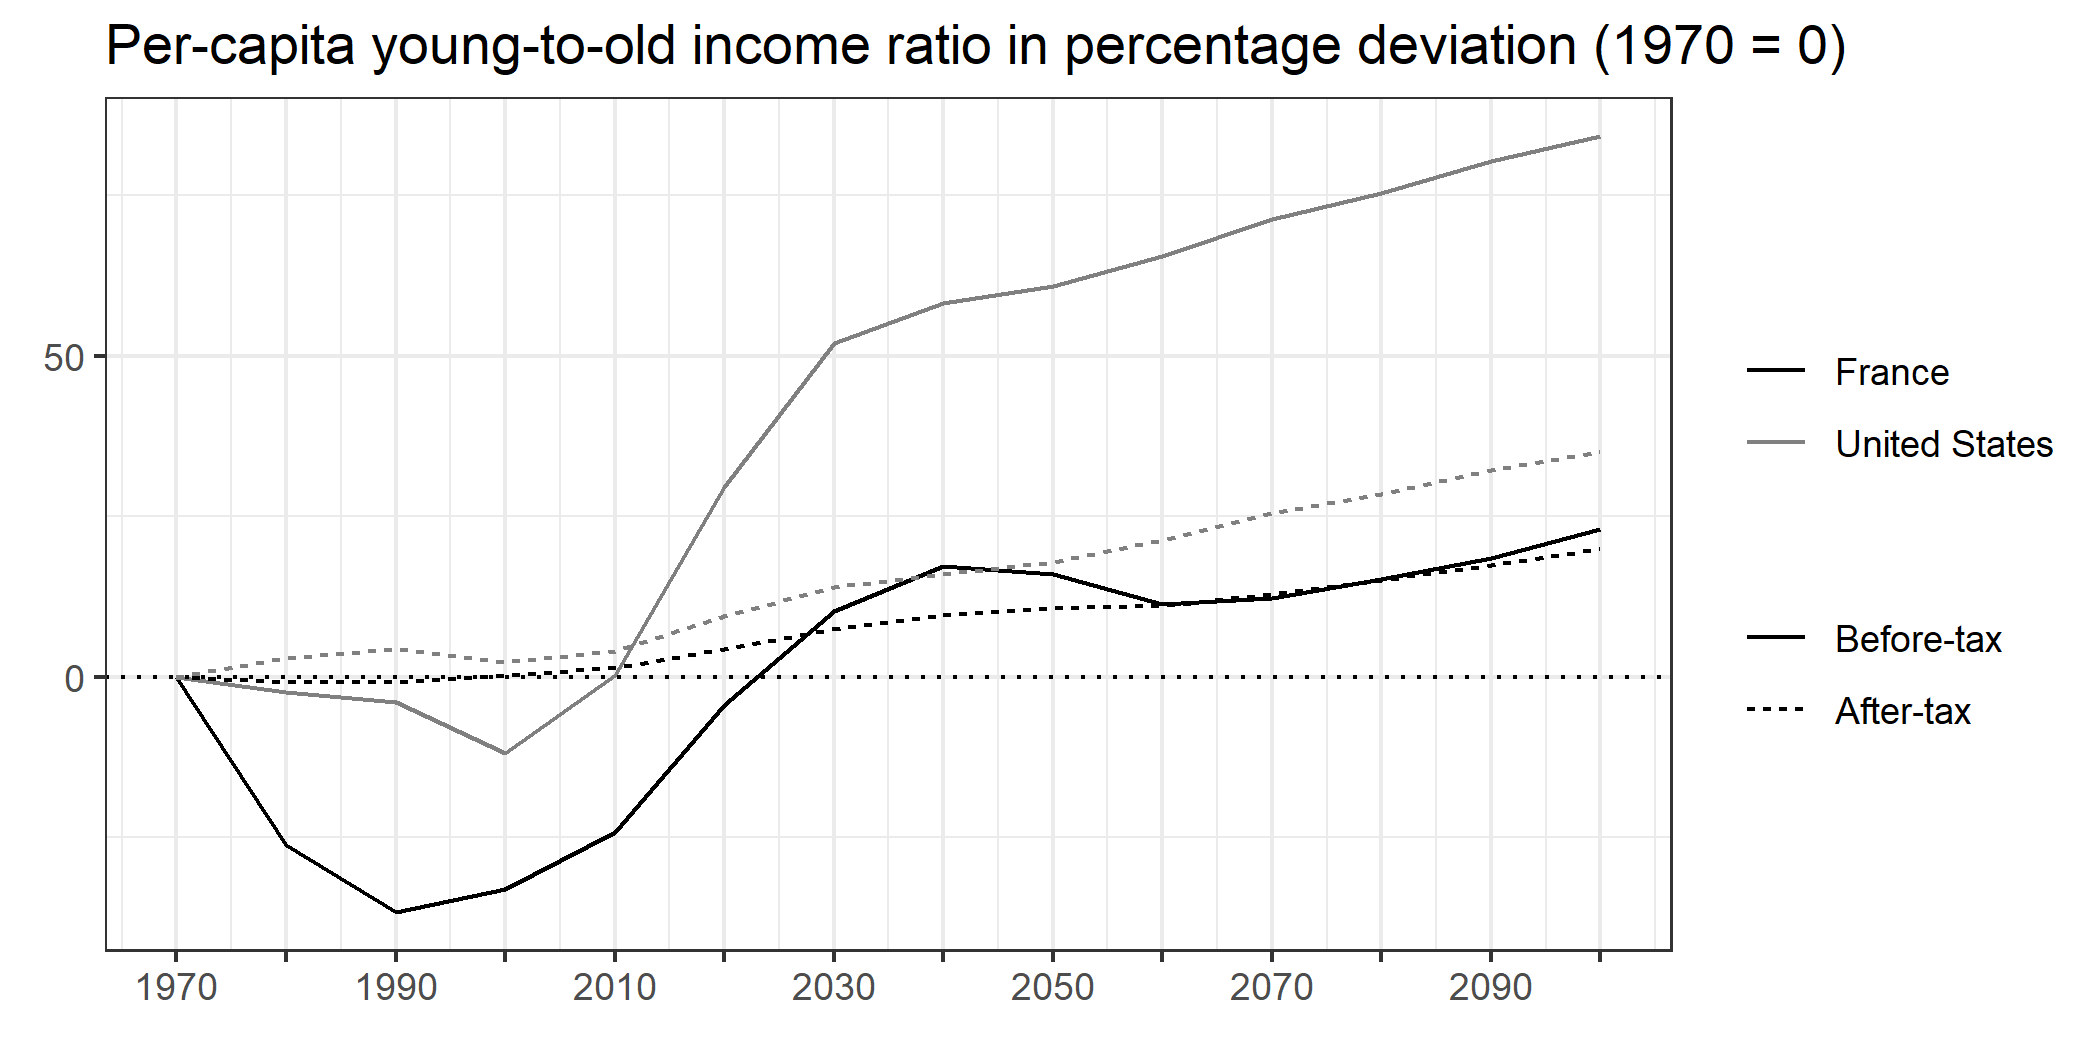 Per-capita young-to-old income ratio in percentage deviation (1970 = 0)
50
0
1970 1990 2010 2030 2050 2070 2090
France
United States
Before-tax
After-tax